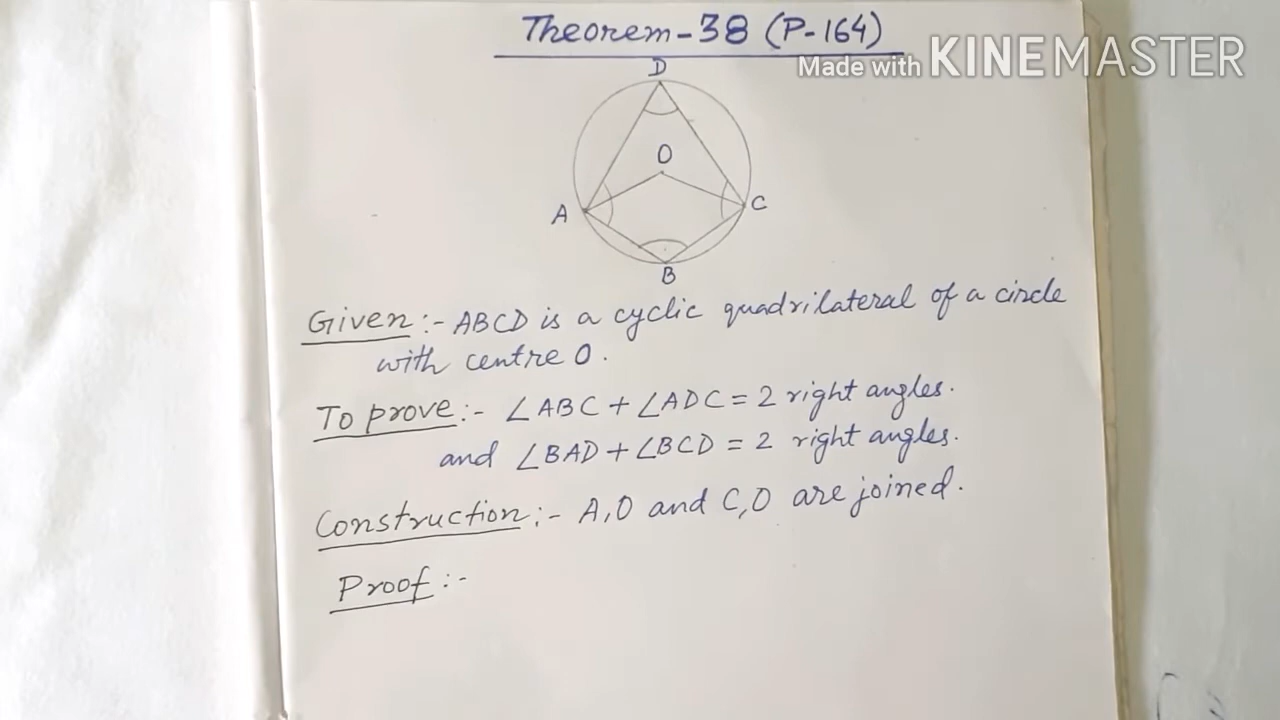 Theorem-38 (P-164)
Made with KINEMASTER
D
O
A
C
B
Given:- ABCD is a cyclic quadrilateral of a circle
with centre O.
To prove:- ∠ABC + ∠ADC = 2 right angles.
and ∠BAD + ∠BCD = 2 right angles.
Construction:- A,O and C,O are joined.
Proof:-